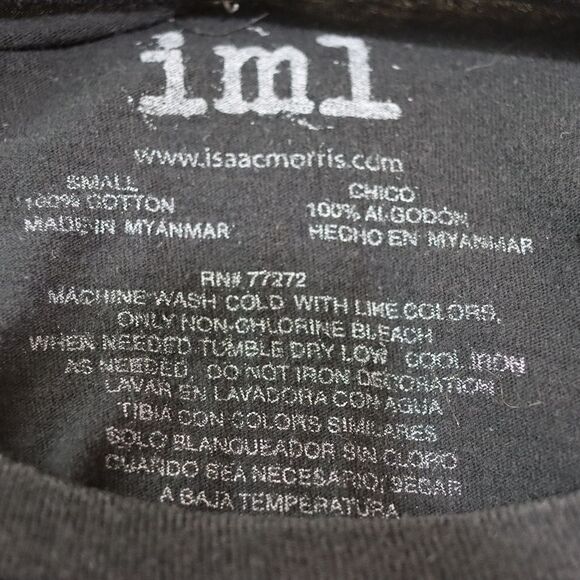 iml
www.isaacmorris.com
SMALL
100% COTTON
MADE IN MYANMAR
CHICO
100% ALGODÓN
HECHO EN MYANMAR
RN# 77272
MACHINE WASH COLD WITH LIKE COLORS,
ONLY NON-CHLORINE BLEACH
WHEN NEEDED TUMBLE DRY LOW COOL IRON
AS NEEDED, DO NOT IRON DECORATION
LAVAR EN LAVADORA CON AGUA
TIBIA CON COLORS SIMILARES
SOLO BLANQUEADOR SIN CLORO
CUANDO SEA NECESARIO SECAR
A BAJA TEMPERATURA